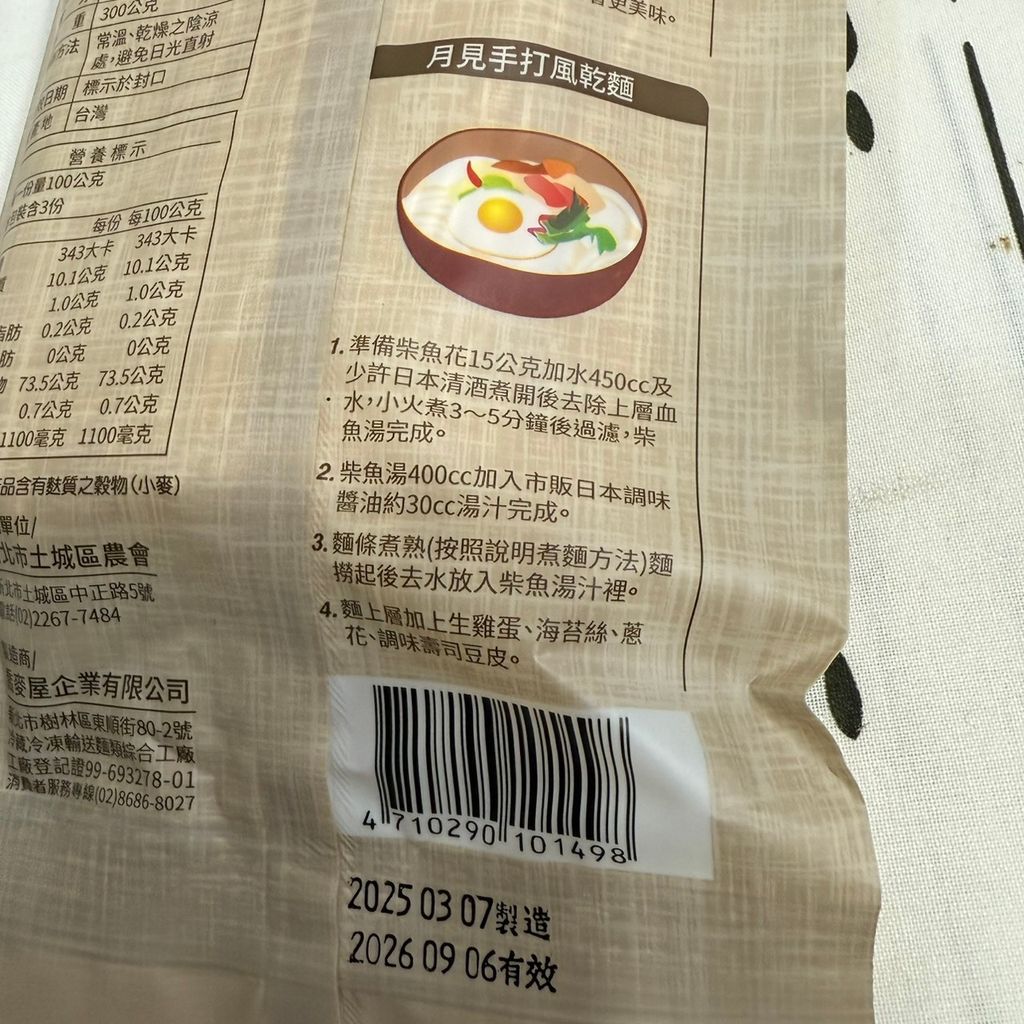 重 300公克
方法 常溫、乾燥之陰涼
處,避免日光直射
日期 標示於封口
產地 台灣
營養標示
一份量100公克
裝含3份
每份 每100公克
343大卡 343大卡
10.1公克 10.1公克
1.0公克 1.0公克
脂肪 0.2公克 0.2公克
肪 0公克 0公克
物 73.5公克 73.5公克
0.7公克 0.7公克
1100毫克 1100毫克
品含有麩質之穀物(小麥)
單位/
北市土城區農會
新北市土城區中正路5號
電話(02)2267-7484
製造商/
麥屋企業有限公司
新北市樹林區東順街80-2號
冷藏冷凍輸送麵類綜合工廠
工廠登記證99-693278-01
消費者服務專線(02)8686-8027
更美味。
月見手打風乾麵
1. 準備柴魚花15公克加水450cc及
少許日本清酒煮開後去除上層血
水,小火煮3~5分鐘後過濾,柴
魚湯完成。
2. 柴魚湯400cc加入市販日本調味
醬油約30cc湯汁完成。
3. 麵條煮熟(按照說明煮麵方法)麵
撈起後去水放入柴魚湯汁裡。
4. 麵上層加上生雞蛋、海苔絲、蔥
花、調味壽司豆皮。
4 710290 101498
2025 03 07製造
2026 09 06有效